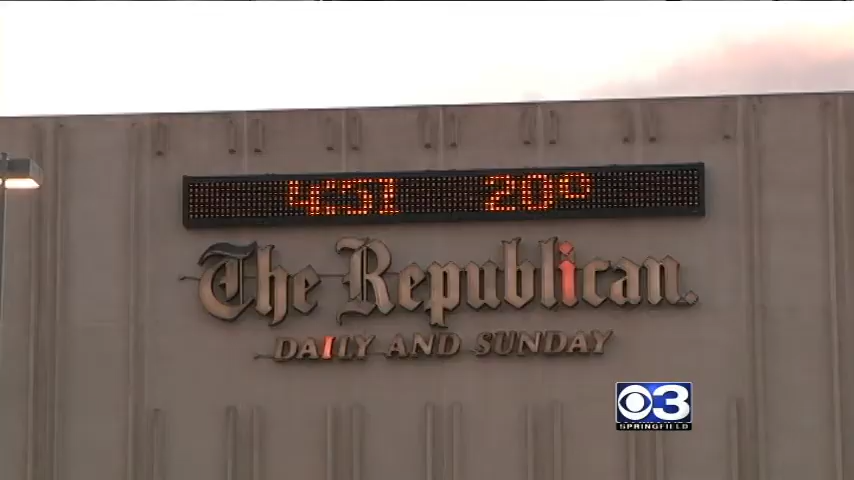 4:51 20°
The Republican.
DAILY AND SUNDAY
3
SPRINGFIELD